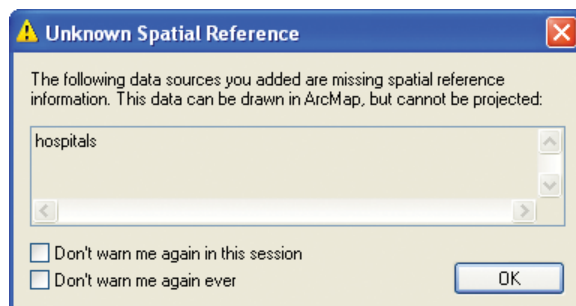 Unknown Spatial Reference
The following data sources you added are missing spatial reference
information. This data can be drawn in ArcMap, but cannot be projected:
hospitals
Don't warn me again in this session
Don't warn me again ever
OK